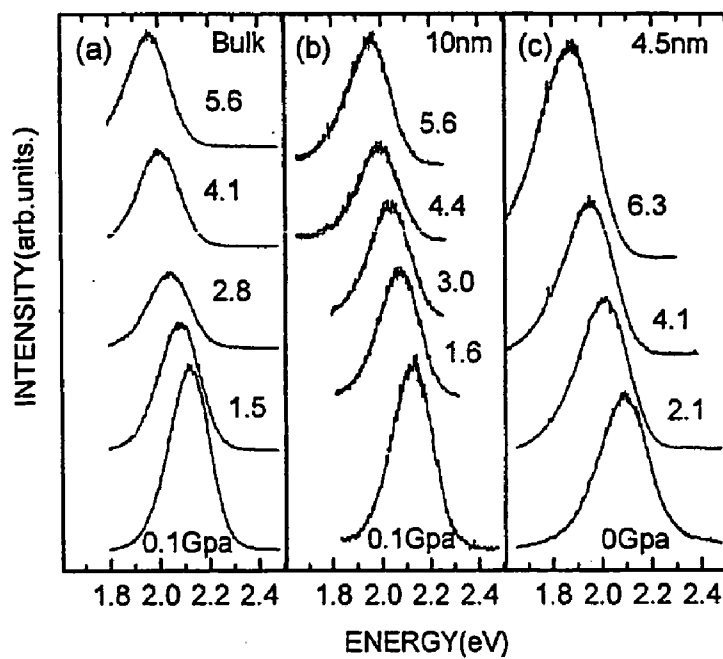 (a) Bulk
5.6
4.1
2.8
1.5
0.1Gpa
(b) 10nm
5.6
4.4
3.0
1.6
0.1Gpa
(c) 4.5nm
6.3
4.1
2.1
0Gpa
INTENSITY(arb.units.)
1.8 2.0 2.2 2.4
1.8 2.0 2.2 2.4
1.8 2.0 2.2 2.4
ENERGY(eV)